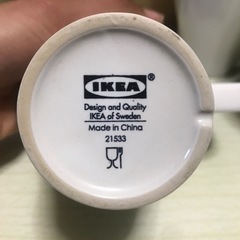 IKEA®
Design and Quality
IKEA of Sweden
Made in China
21533